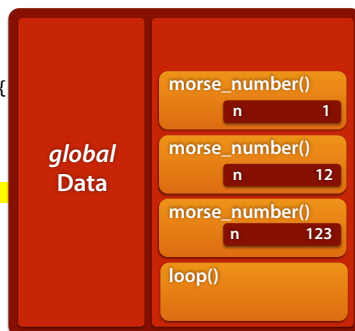 {
global
Data
morse_number()
n 1
morse_number()
n 12
morse_number()
n 123
loop()